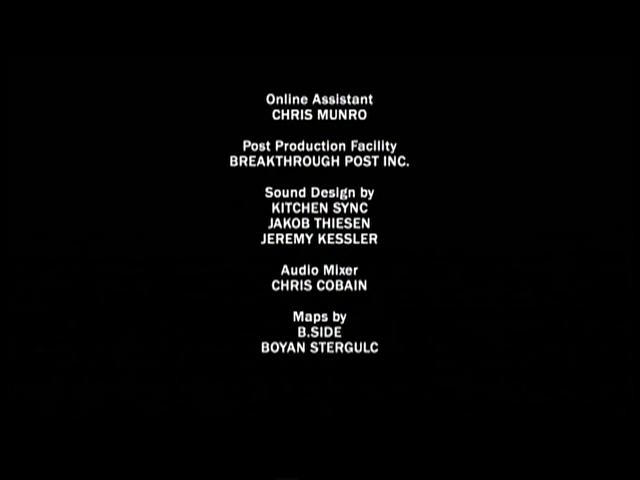 Online Assistant
CHRIS MUNRO
Post Production Facility
BREAKTHROUGH POST INC.
Sound Design by
KITCHEN SYNC
JAKOB THIESEN
JEREMY KESSLER
Audio Mixer
CHRIS COBAIN
Maps by
B.SIDE
BOYAN STERGULC